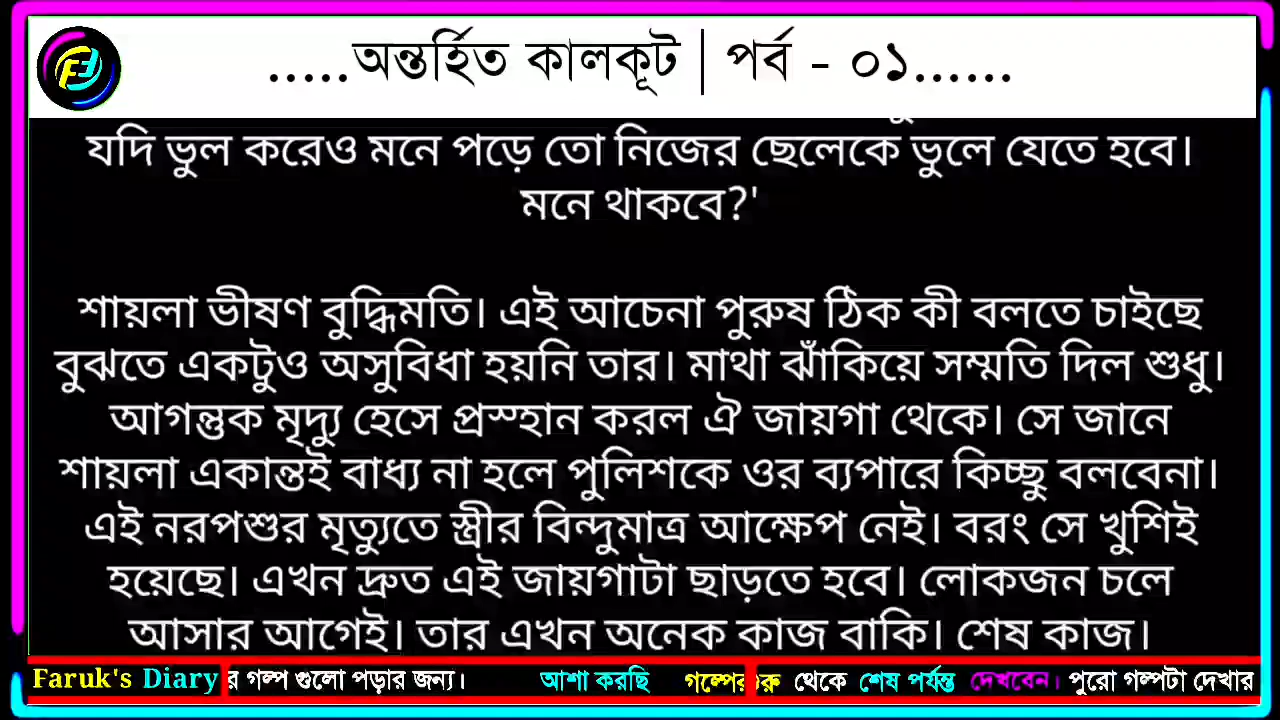 .....অন্তর্হিত কালকূট | পর্ব - ০১......
যদি ভুল করেও মনে পড়ে তো নিজের ছেলেকে ভুলে যেতে হবে।
মনে থাকবে?'
শায়লা ভীষণ বুদ্ধিমতি। এই আচেনা পুরুষ ঠিক কী বলতে চাইছে
বুঝতে একটুও অসুবিধা হয়নি তার। মাথা ঝাঁকিয়ে সম্মতি দিল শুধু।
আগন্তুক মৃদ্যু হেসে প্রস্হান করল ঐ জায়গা থেকে। সে জানে
শায়লা একান্তই বাধ্য না হলে পুলিশকে ওর ব্যপারে কিচ্ছু বলবেনা।
এই নরপশুর মৃত্যুতে স্ত্রীর বিন্দুমাত্র আক্ষেপ নেই। বরং সে খুশিই
হয়েছে। এখন দ্রুত এই জায়গাটা ছাড়তে হবে। লোকজন চলে
আসার আগেই। তার এখন অনেক কাজ বাকি। শেষ কাজ।
Faruk's Diary র গল্প গুলো পড়ার জন্য। আশা করছি থেকে শেষ পর্যন্ত দেখবেন। পুরো গল্পটা দেখার